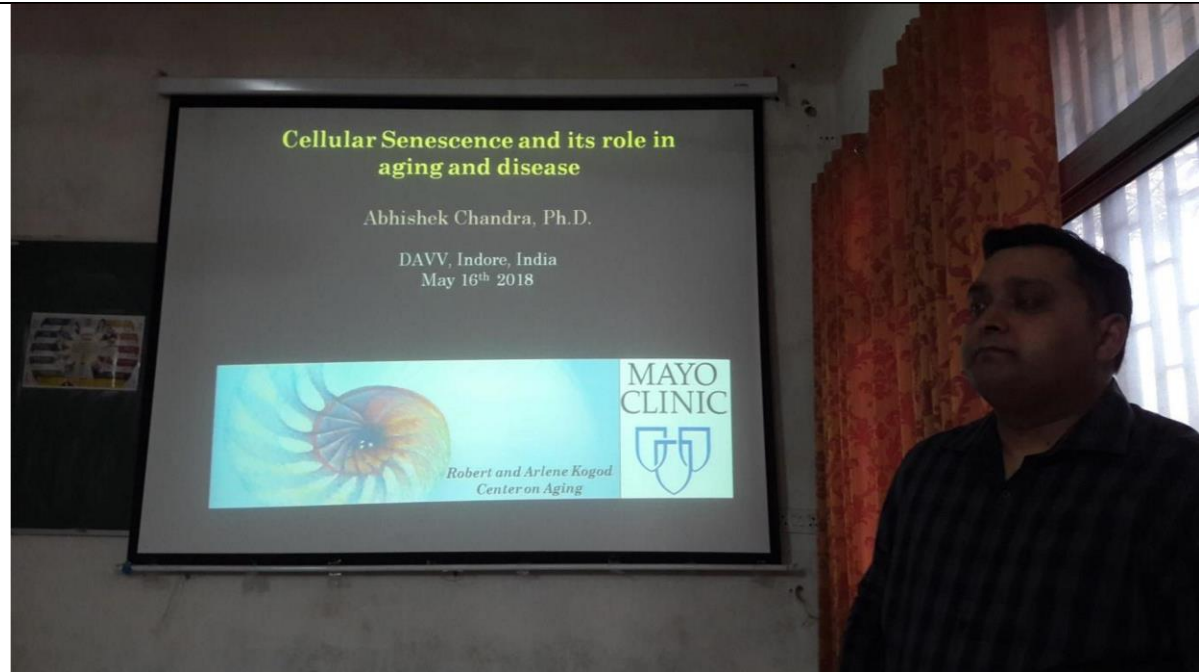 Cellular Senescence and its role in
aging and disease
Abhishek Chandra, Ph.D.
DAVV, Indore, India
May 16th 2018
MAYO
CLINIC
Robert and Arlene Kogod
Center on Aging